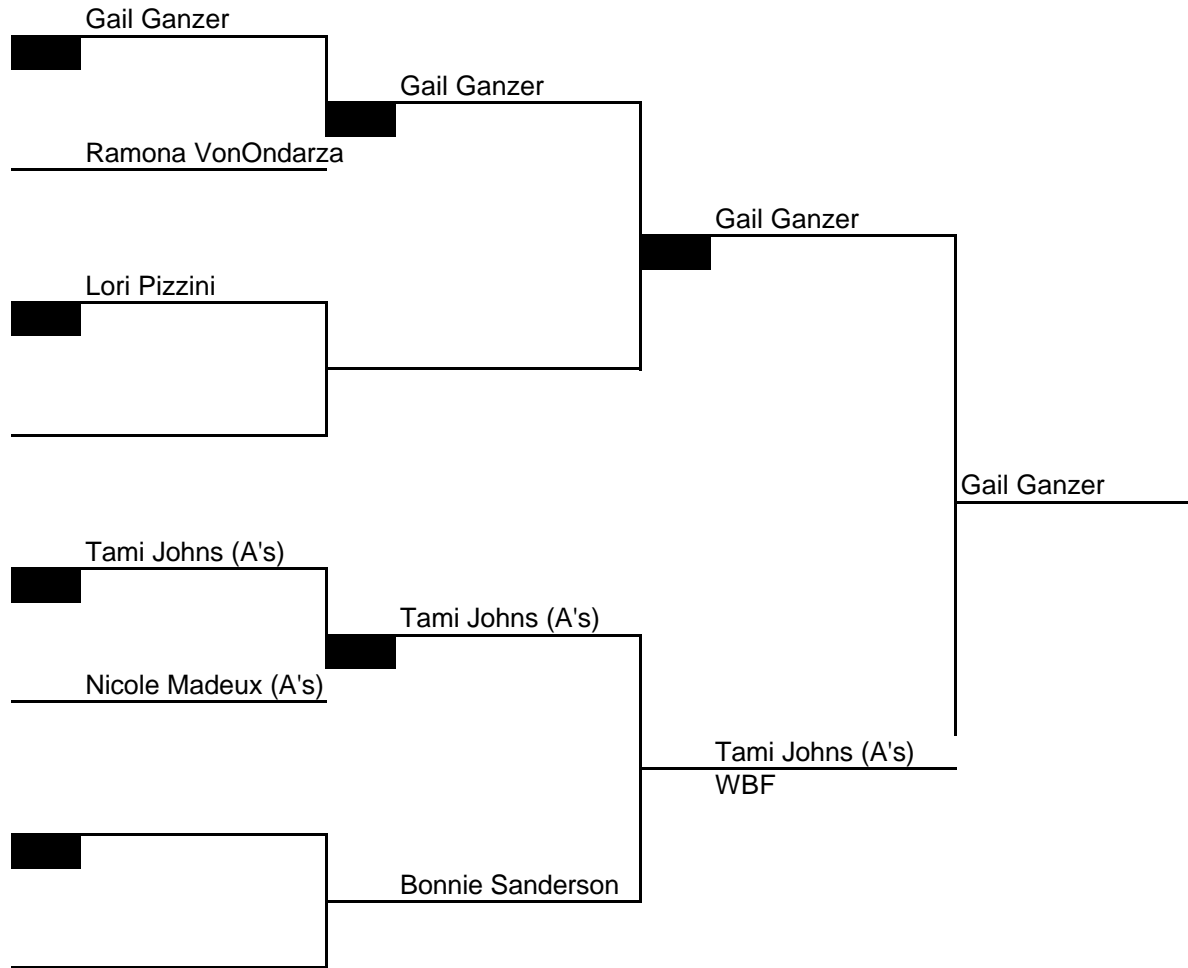 Gail Ganzer
Gail Ganzer
Ramona VonOndarza
Gail Ganzer
Lori Pizzini
Gail Ganzer
Tami Johns (A's)
Tami Johns (A's)
Nicole Madeux (A's)
Tami Johns (A's)
WBF
Bonnie Sanderson